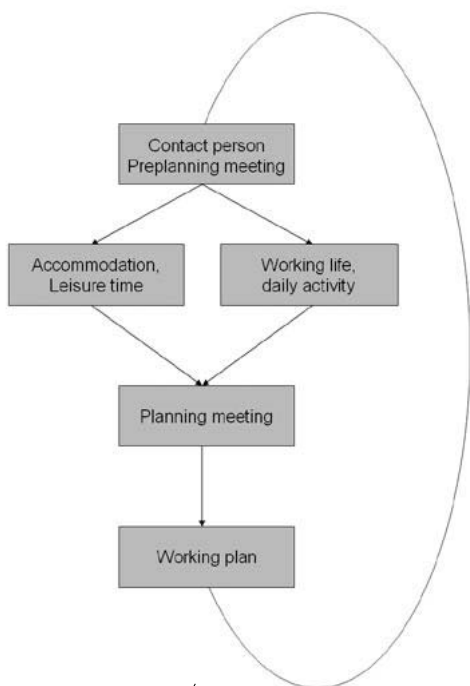 Contact person
Preplanning meeting
Accommodation,
Leisure time
Working life,
daily activity
Planning meeting
Working plan